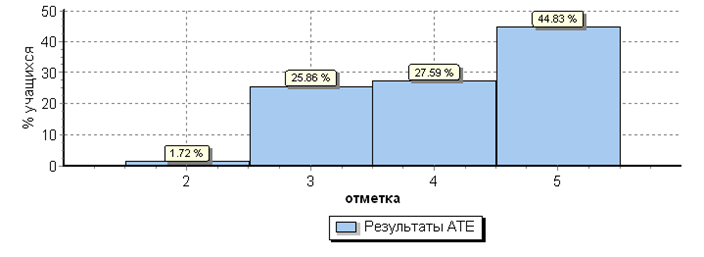 % учащихся
50
40
30
20
10
0
1.72 %
25.86 %
27.59 %
44.83 %
2 3 4 5
отметка
Результаты АТЕ